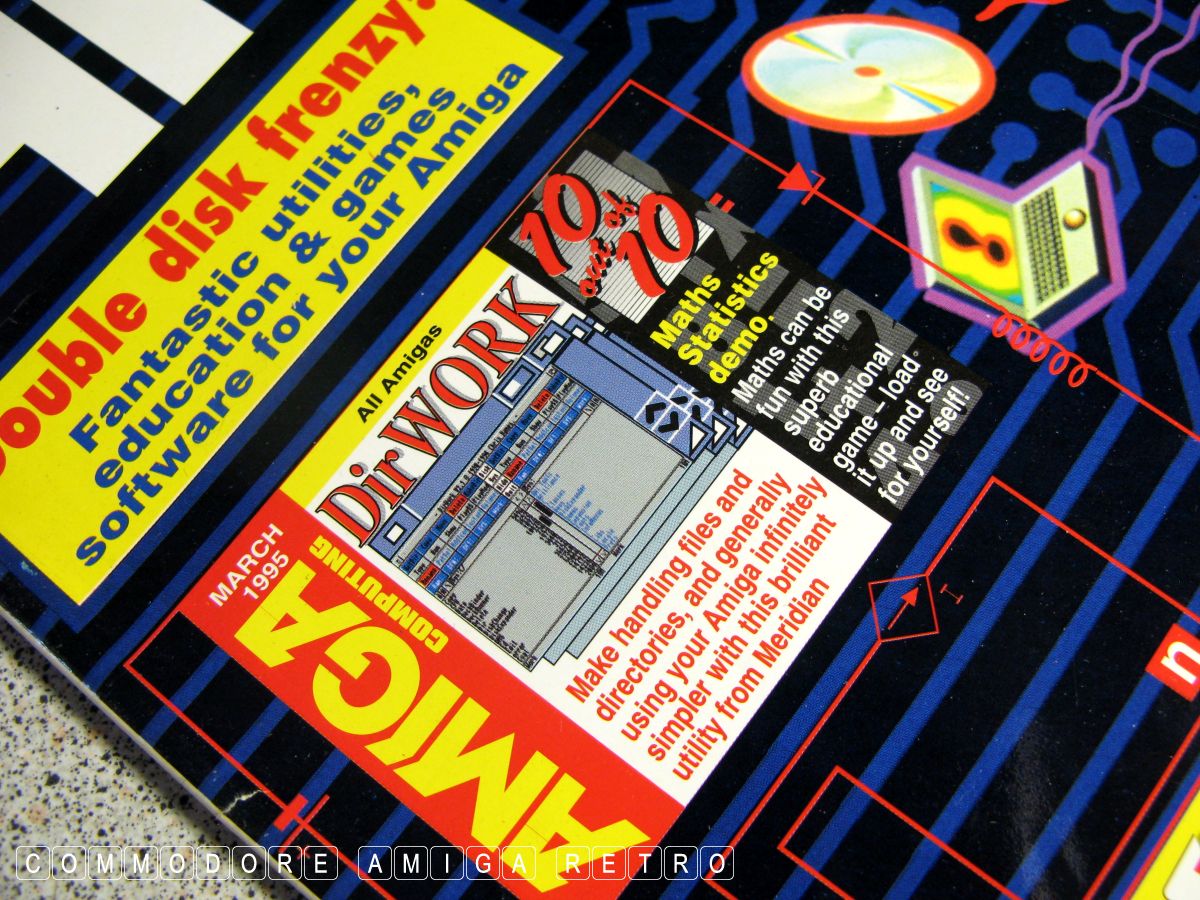 Double disk frenzy!
Fantastic utilities,
education & games
software for your Amiga
10
out of
10
Maths
Statistics
demo.
Maths can be
fun with this
superb
educational
game – load
it up and see
for yourself!
All Amigas
DirWORK
MARCH
1995
AMIGA
COMPUTING
Make handling files and
directories, and generally
using your Amiga infinitely
simpler with this brilliant
utility from Meridian
COMMODORE AMIGA RETRO